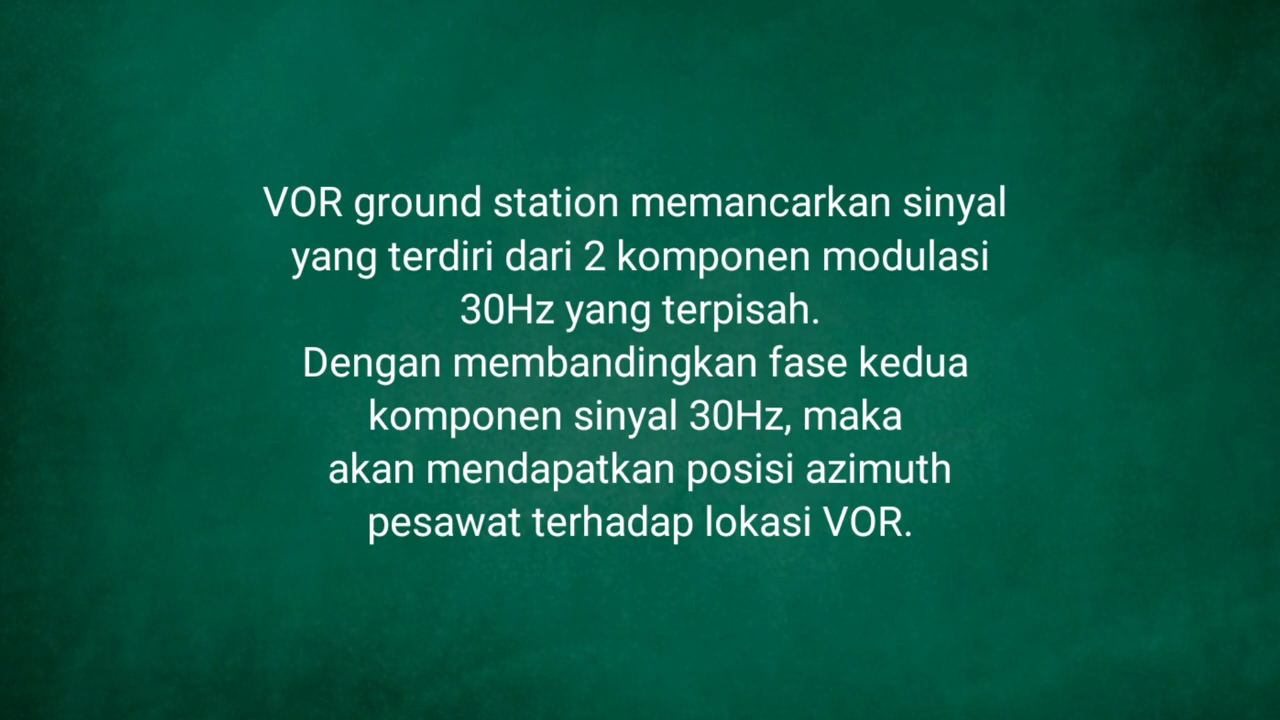 VOR ground station memancarkan sinyal
yang terdiri dari 2 komponen modulasi
30Hz yang terpisah.
Dengan membandingkan fase kedua
komponen sinyal 30Hz, maka
akan mendapatkan posisi azimuth
pesawat terhadap lokasi VOR.